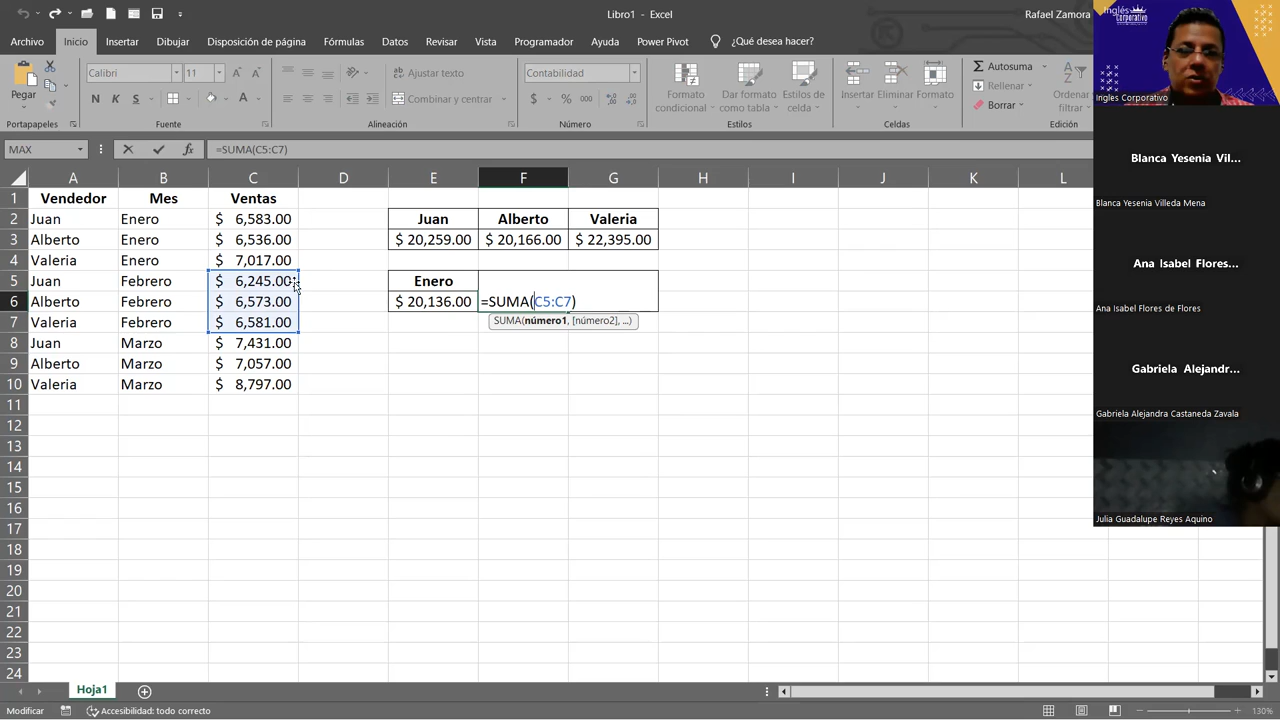 Libro1 - Excel
Rafael Zamora
Archivo Inicio Insertar Dibujar Disposición de página Fórmulas Datos Revisar Vista Programador Ayuda Power Pivot ¿Qué desea hacer?
Pegar
Calibri 11
N K S
Ajustar texto
Combinar y centrar
Contabilidad
$ % 000
Formato condicional
Dar formato como tabla
Estilos de celda
Insertar Eliminar Formato
Autosuma
Rellenar
Borrar
Ordenar
filtrar
Portapapeles Fuente Alineación Número Estilos Celdas Edición
MAX fx =SUMA(C5:C7)
A B C D E F G H I J K L
1 Vendedor Mes Ventas
2 Juan Enero $ 6,583.00 Juan Alberto Valeria
3 Alberto Enero $ 6,536.00 $ 20,259.00 $ 20,166.00 $ 22,395.00
4 Valeria Enero $ 7,017.00
5 Juan Febrero $ 6,245.00 Enero
6 Alberto Febrero $ 6,573.00 $ 20,136.00 =SUMA(C5:C7)
7 Valeria Febrero $ 6,581.00 SUMA(número1, [número2], ...)
8 Juan Marzo $ 7,431.00
9 Alberto Marzo $ 7,057.00
10 Valeria Marzo $ 8,797.00
11
12
13
14
15
16
17
18
19
20
21
22
23
24
Hoja1
Modificar Accesibilidad: todo correcto 130%
Inglés
Corporativo
Ingles Corporativo
Blanca Yesenia Vil...
Blanca Yesenia Villeda Mena
Ana Isabel Flores...
Ana Isabel Flores de Flores
Gabriela Alejandr...
Gabriela Alejandra Castaneda Zavala
Julia Guadalupe Reyes Aquino